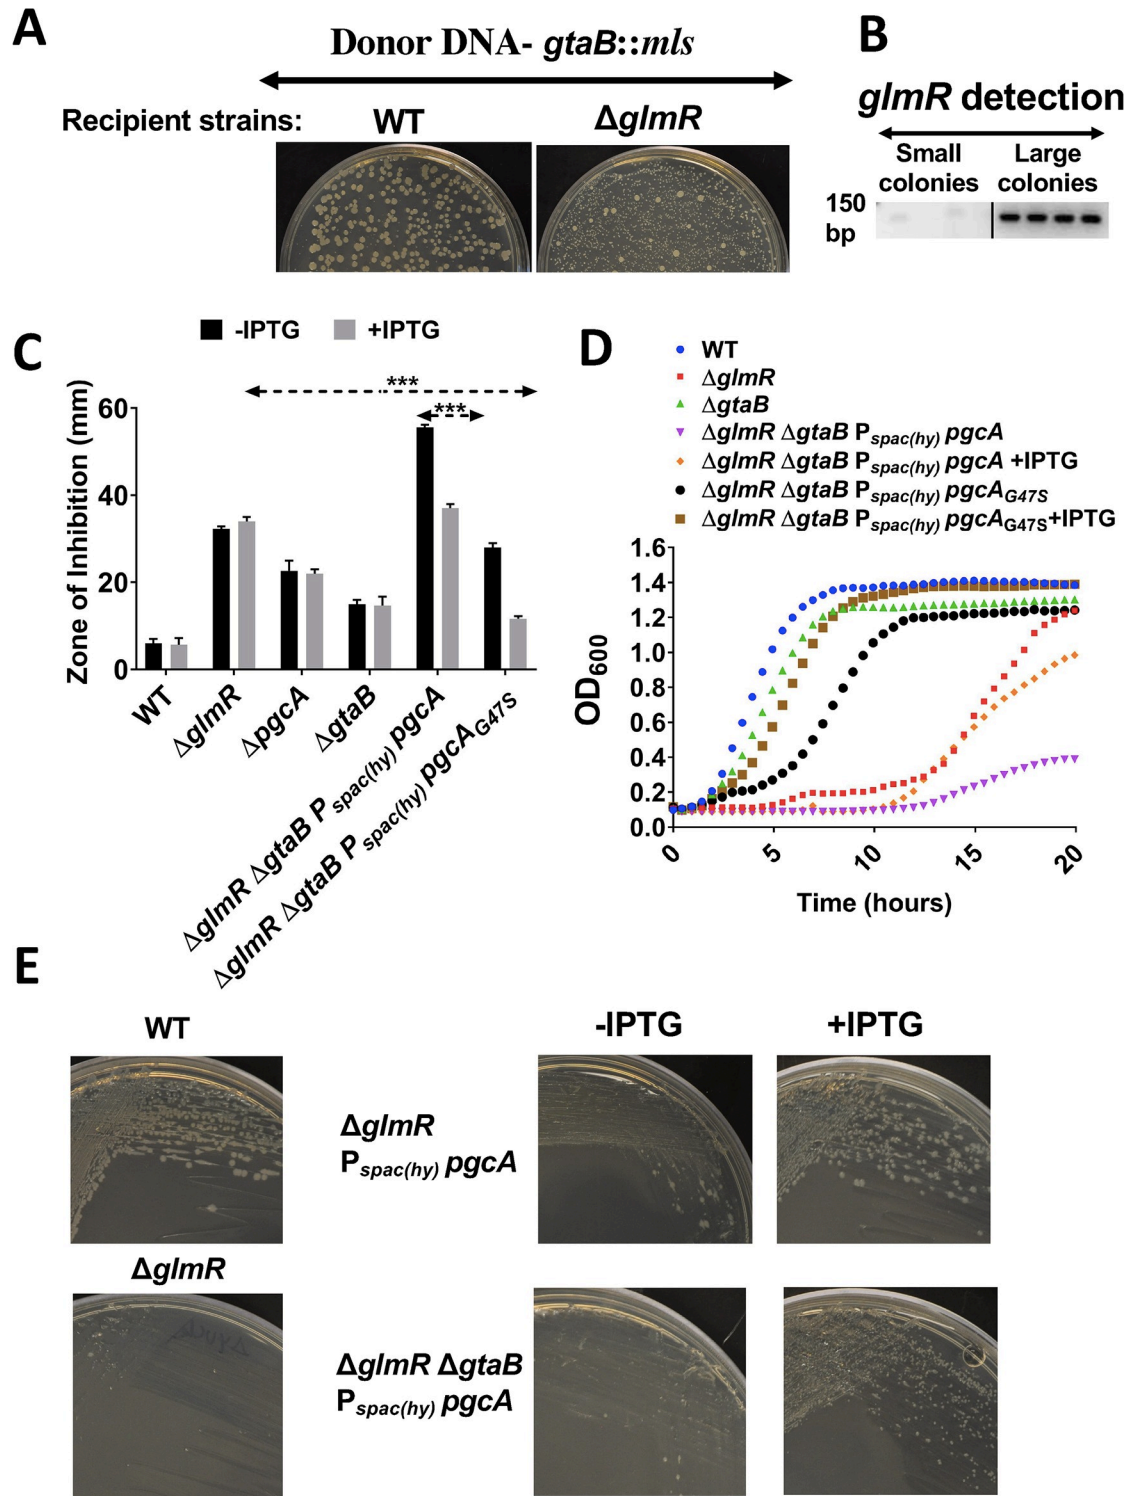 A
Donor DNA- gtaB::mls
Recipient strains:
WT
ΔglmR
B
glmR detection
Small colonies
Large colonies
150 bp
C
-IPTG
+IPTG
***
***
Zone of Inhibition (mm)
60
40
20
0
WT
ΔglmR
ΔpgcA
ΔgtaB
ΔglmR ΔgtaB Pspac(hy) pgcA
ΔglmR ΔgtaB Pspac(hy) pgcAG47S
D
WT
ΔglmR
ΔgtaB
ΔglmR ΔgtaB Pspac(hy) pgcA
ΔglmR ΔgtaB Pspac(hy) pgcA +IPTG
ΔglmR ΔgtaB Pspac(hy) pgcAG47S
ΔglmR ΔgtaB Pspac(hy) pgcAG47S+IPTG
OD600
1.6
1.4
1.2
1.0
0.8
0.6
0.4
0.2
0.0
0
5
10
15
20
Time (hours)
E
WT
-IPTG
+IPTG
ΔglmR
Pspac(hy) pgcA
ΔglmR
ΔglmR ΔgtaB
Pspac(hy) pgcA